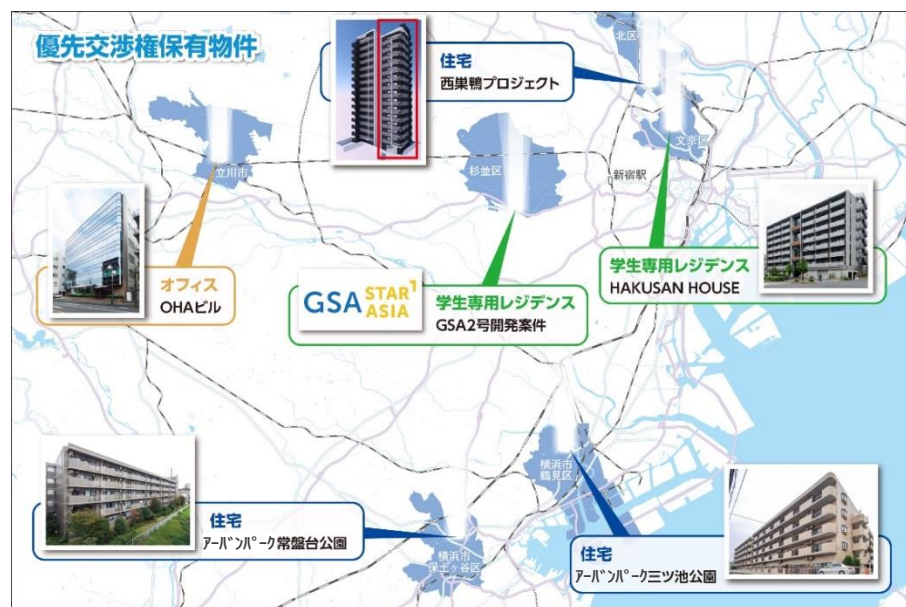 優先交渉権保有物件
住宅
西巣鴨プロジェクト
北区
文京区
新宿駅
杉並区
立川市
オフィス
OHAビル
GSA STAR ASIA 1
学生専用レジデンス
GSA2号開発案件
学生専用レジデンス
HAKUSAN HOUSE
横浜市
鶴見区
住宅
ｱｰﾊﾞﾝﾊﾟｰｸ常盤台公園
横浜市
保土ヶ谷区
住宅
ｱｰﾊﾞﾝﾊﾟｰｸ三ツ池公園